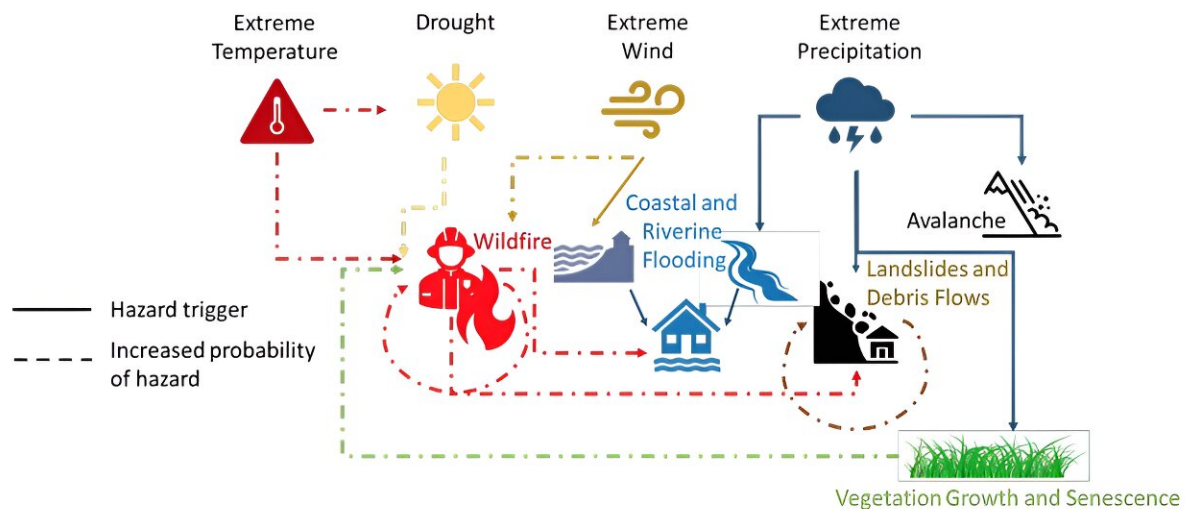 Extreme
Temperature
Drought
Extreme
Wind
Extreme
Precipitation
Coastal and
Riverine
Flooding
Avalanche
Wildfire
Landslides and
Debris Flows
Hazard trigger
Increased probability
of hazard
Vegetation Growth and Senescence